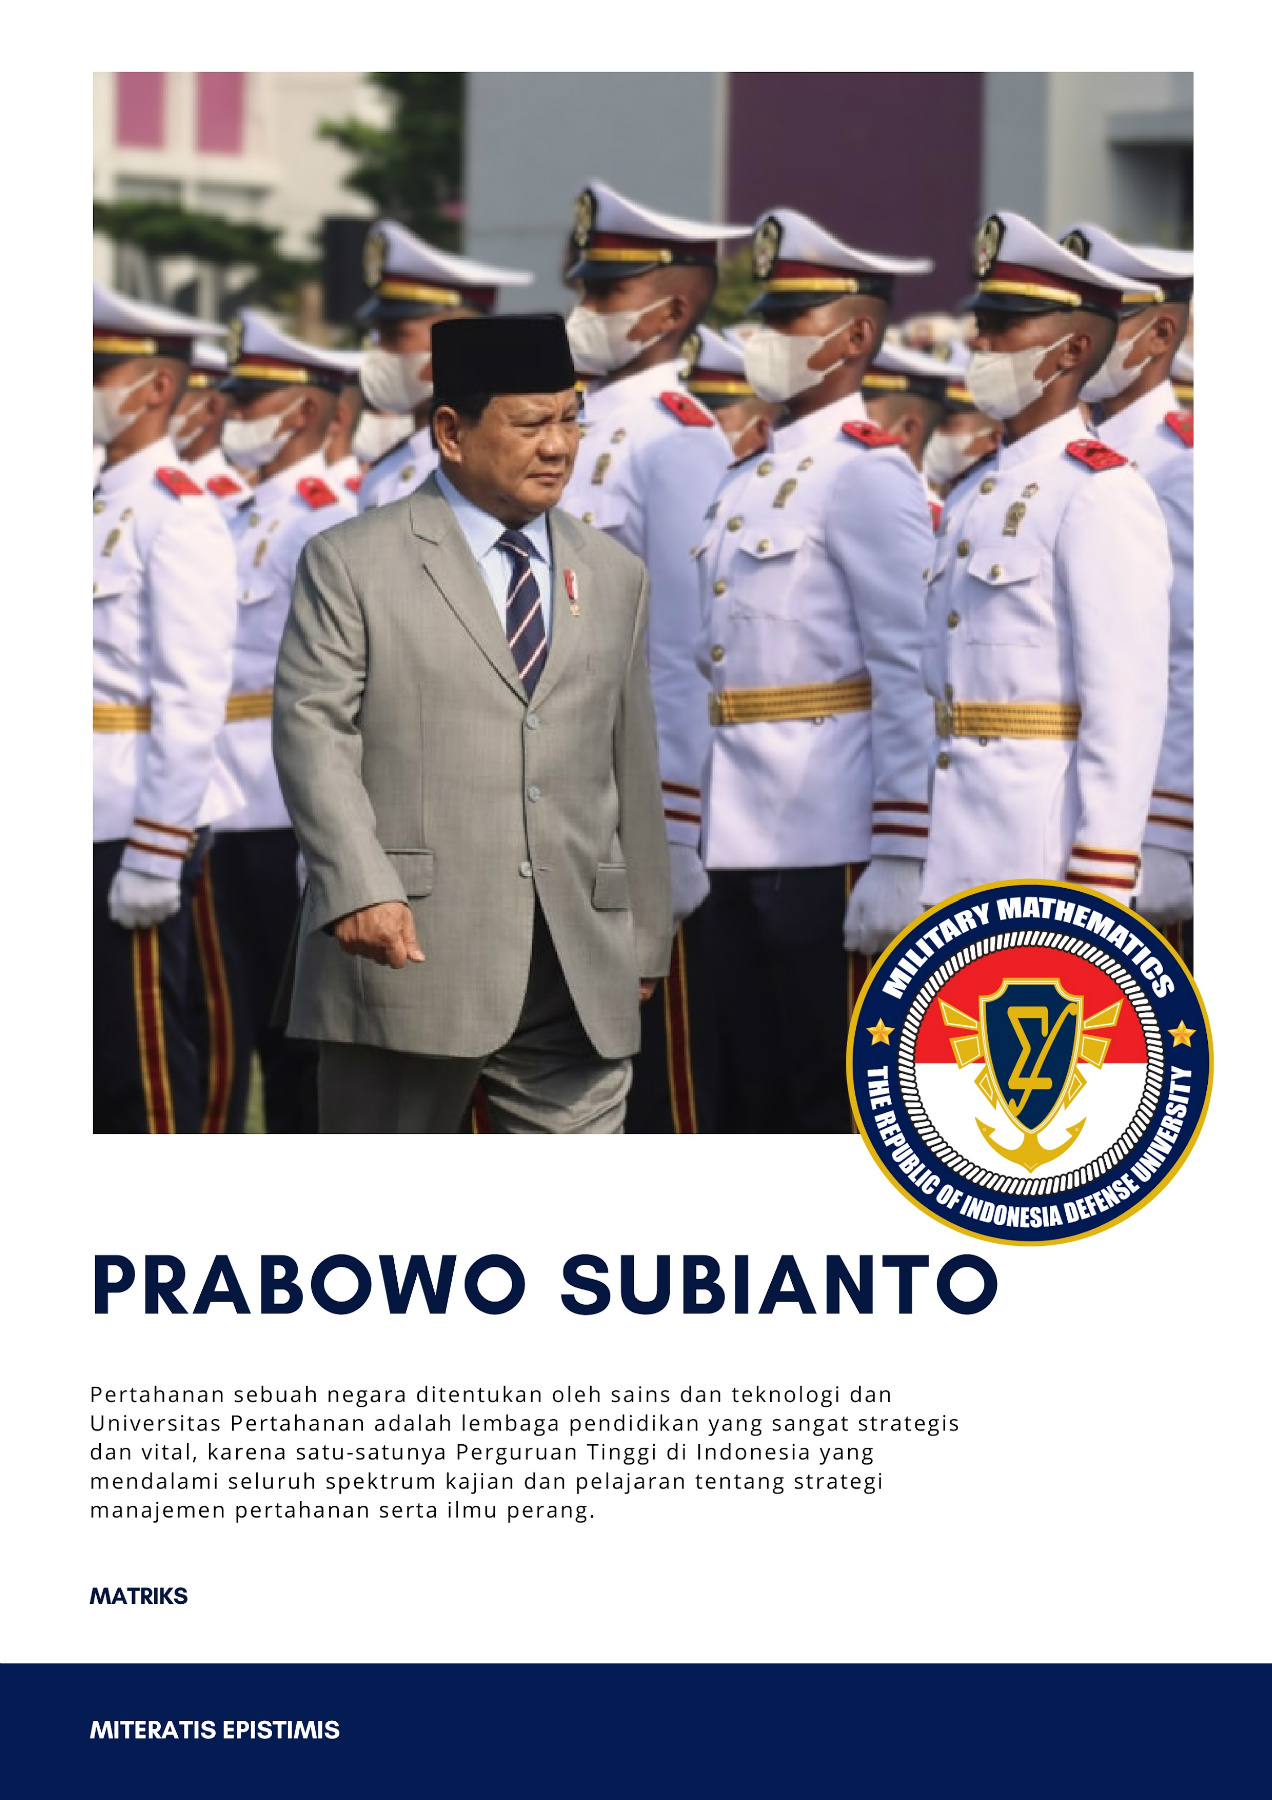 MILITARY MATHEMATICS
THE REPUBLIC OF INDONESIA DEFENSE UNIVERSITY
PRABOWO SUBIANTO
Pertahanan sebuah negara ditentukan oleh sains dan teknologi dan
Universitas Pertahanan adalah lembaga pendidikan yang sangat strategis
dan vital, karena satu-satunya Perguruan Tinggi di Indonesia yang
mendalami seluruh spektrum kajian dan pelajaran tentang strategi
manajemen pertahanan serta ilmu perang.
MATRIKS
MITERATIS EPISTIMIS